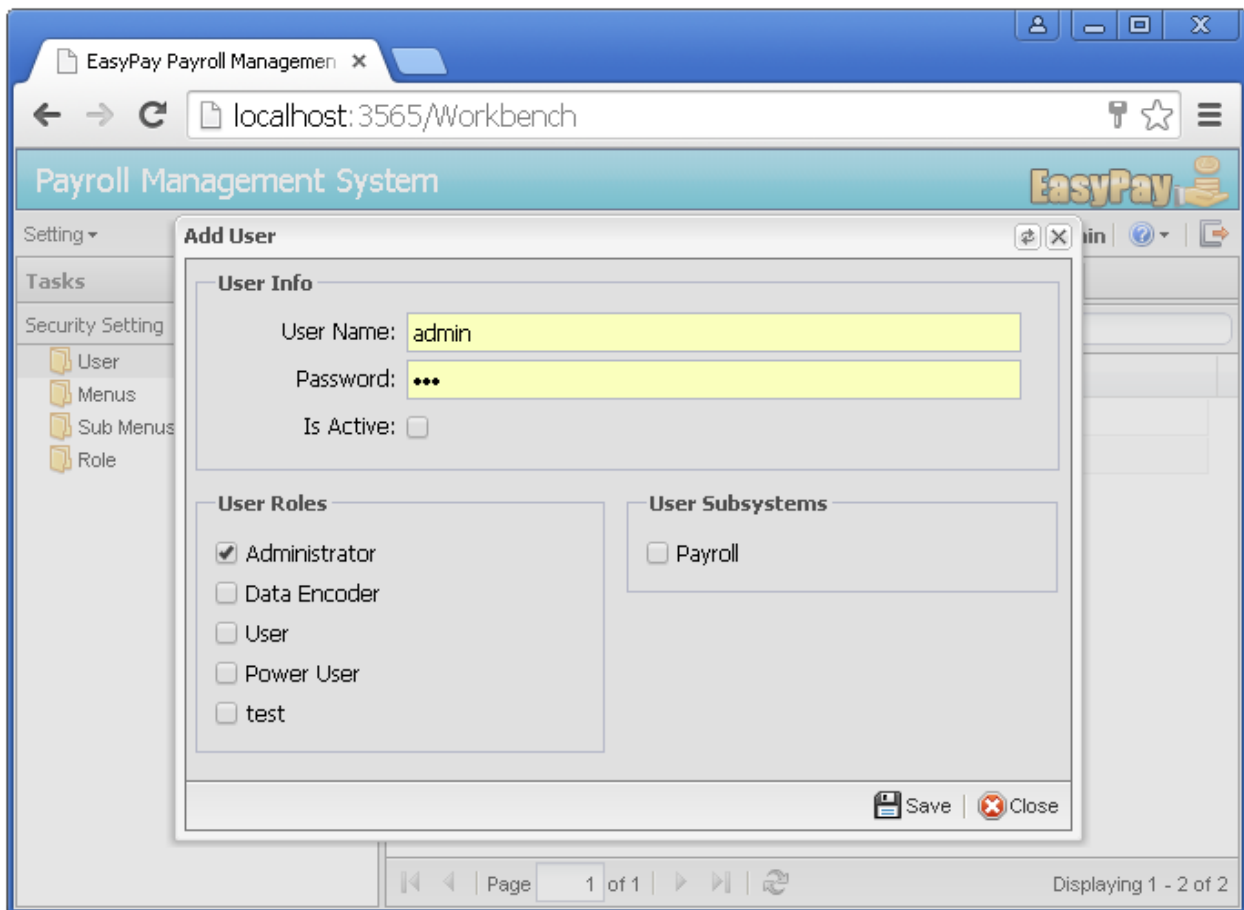 EasyPay Payroll Managemen
localhost:3565/Workbench
Payroll Management System
EasyPay
Setting
Add User
in
Tasks
User Info
Security Setting
User Name: admin
User
Password: •••
Menus
Is Active:
Sub Menus
Role
User Roles
User Subsystems
Administrator
Payroll
Data Encoder
User
Power User
test
Save
Close
Page 1 of 1
Displaying 1 - 2 of 2